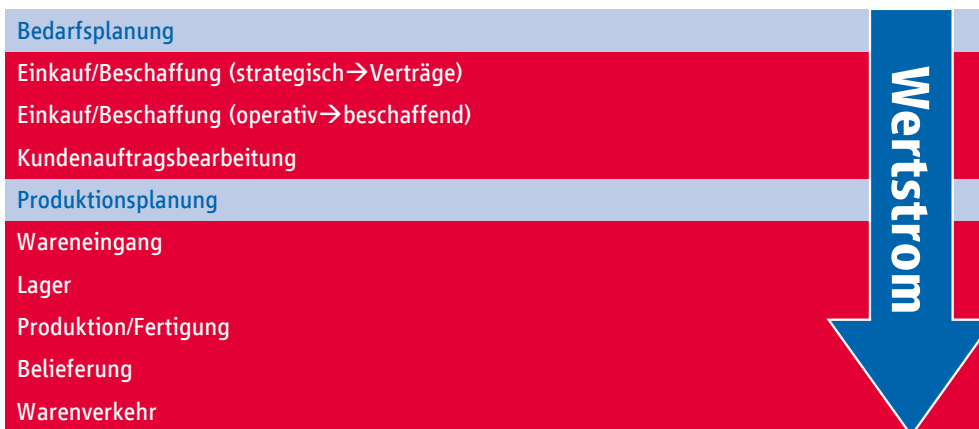 Bedarfsplanung
Einkauf/Beschaffung (strategisch→Verträge)
Einkauf/Beschaffung (operativ→beschaffend)
Kundenauftragsbearbeitung
Produktionsplanung
Wareneingang
Lager
Produktion/Fertigung
Belieferung
Warenverkehr
Wertstrom